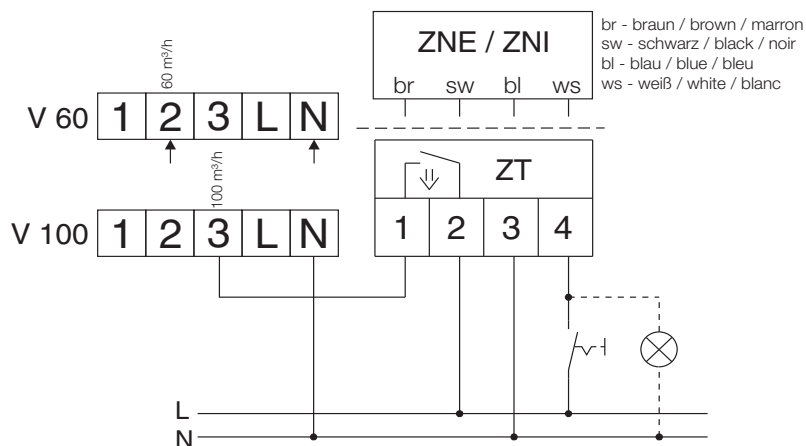 ZNE / ZNI
br sw bl ws
br - braun / brown / marron
sw - schwarz / black / noir
bl - blau / blue / bleu
ws - weiß / white / blanc
60 m³/h
V 60 1 2 3 L N
100 m³/h
ZT
V 100 1 2 3 L N
1 2 3 4
L
N